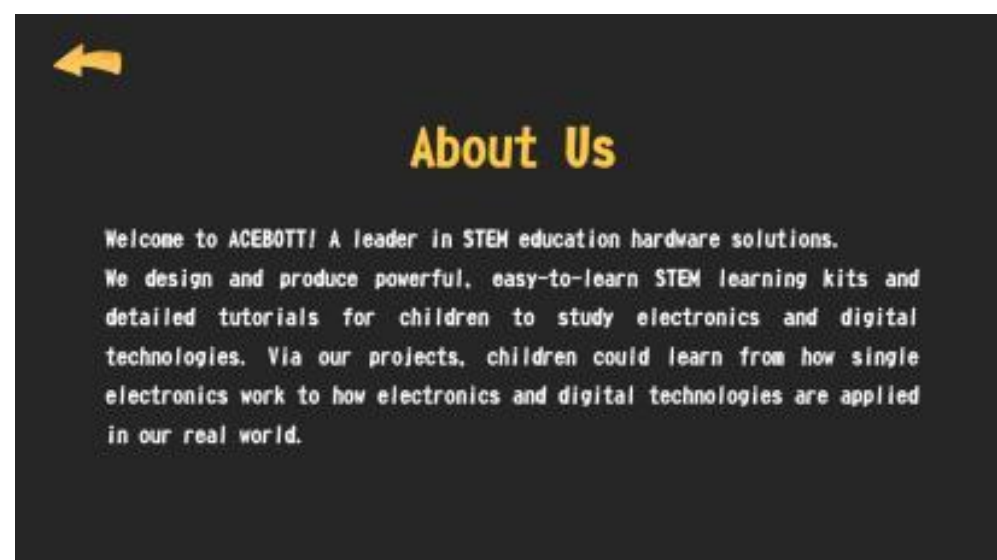 About Us
Welcome to ACEBOTT! A leader in STEM education hardware solutions.
We design and produce powerful, easy-to-learn STEM learning kits and
detailed tutorials for children to study electronics and digital
technologies. Via our projects, children could learn from how single
electronics work to how electronics and digital technologies are applied
in our real world.